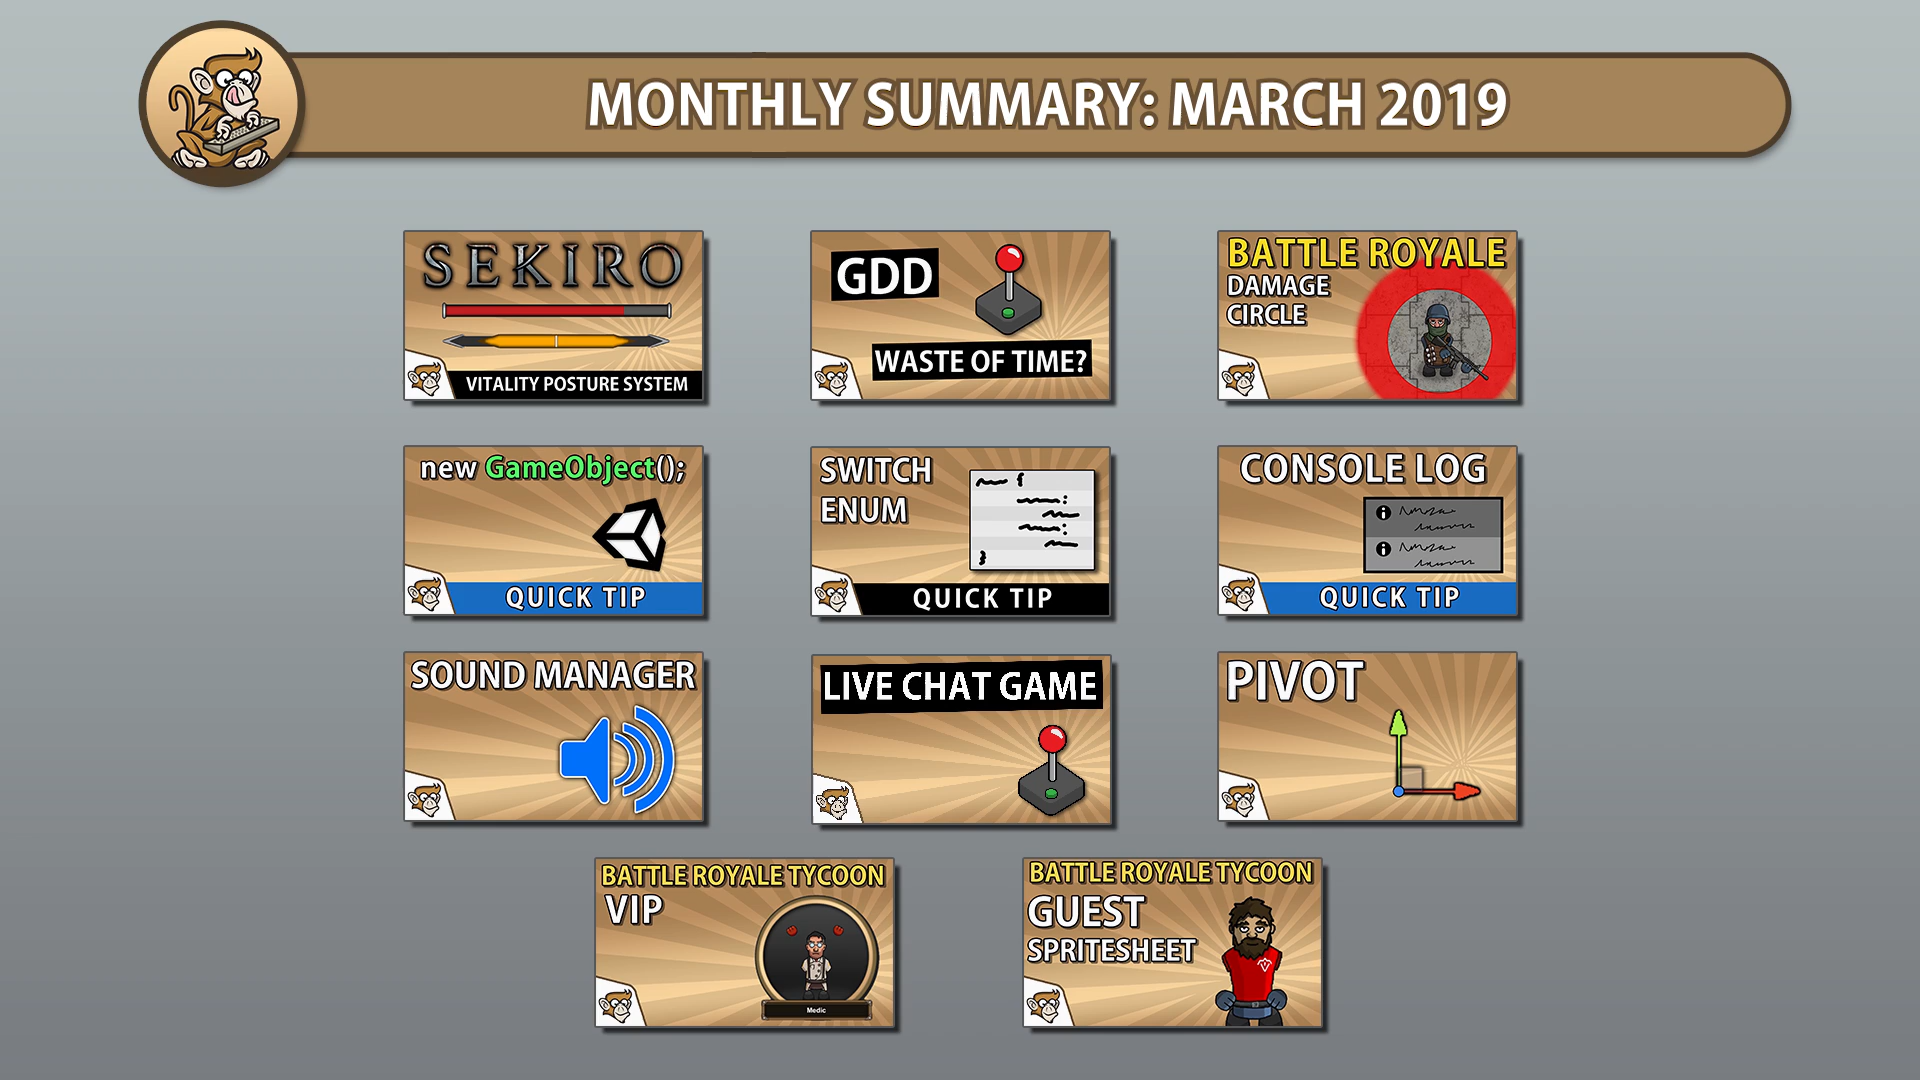 MONTHLY SUMMARY: MARCH 2019
SEKIRO
VITALITY POSTURE SYSTEM
GDD
WASTE OF TIME?
BATTLE ROYALE
DAMAGE
CIRCLE
new GameObject();
QUICK TIP
SWITCH
ENUM
QUICK TIP
CONSOLE LOG
QUICK TIP
SOUND MANAGER
LIVE CHAT GAME
PIVOT
BATTLE ROYALE TYCOON
VIP
Medic
BATTLE ROYALE TYCOON
GUEST
SPRITESHEET